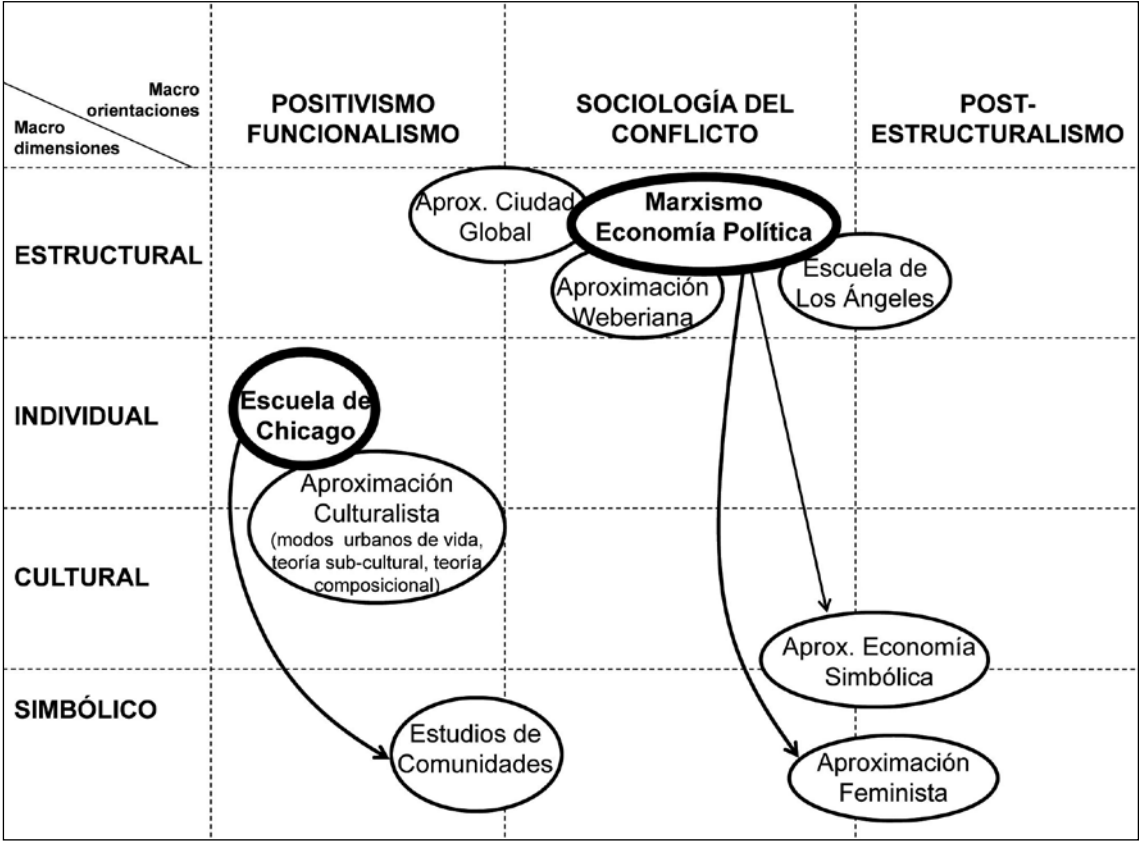 Macro
orientaciones
Macro
dimensiones
POSITIVISMO
FUNCIONALISMO
SOCIOLOGÍA DEL
CONFLICTO
POST-
ESTRUCTURALISMO
ESTRUCTURAL
Aprox. Ciudad
Global
Marxismo
Economía Política
Aproximación
Weberiana
Escuela de
Los Ángeles
INDIVIDUAL
Escuela de
Chicago
Aproximación
Culturalista
(modos urbanos de vida,
teoría sub-cultural, teoría
composicional)
CULTURAL
Aprox. Economía
Simbólica
SIMBÓLICO
Estudios de
Comunidades
Aproximación
Feminista